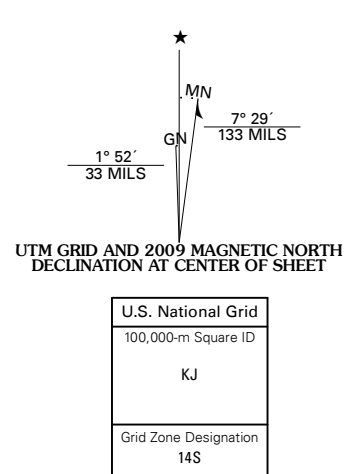 ★
MN
7° 29´
133 MILS
GN
1° 52´
33 MILS
UTM GRID AND 2009 MAGNETIC NORTH
DECLINATION AT CENTER OF SHEET
U.S. National Grid
100,000-m Square ID
KJ
Grid Zone Designation
14S